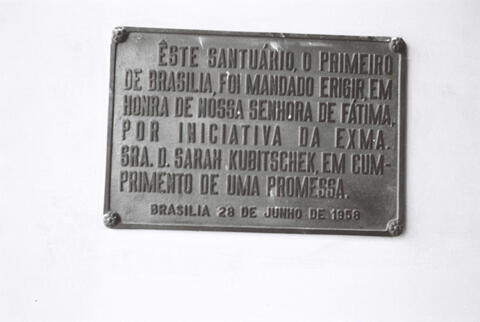 ÊSTE SANTUÁRIO, O PRIMEIRO
DE BRASILIA, FOI MANDADO ERIGIR, EM
HONRA DE NOSSA SENHORA DE FÁTIMA,
POR INICIATIVA DA EXMA.
SRA. D. SARAH KUBITSCHEK, EM CUM-
PRIMENTO DE UMA PROMESSA.
BRASILIA 28 DE JUNHO DE 1958